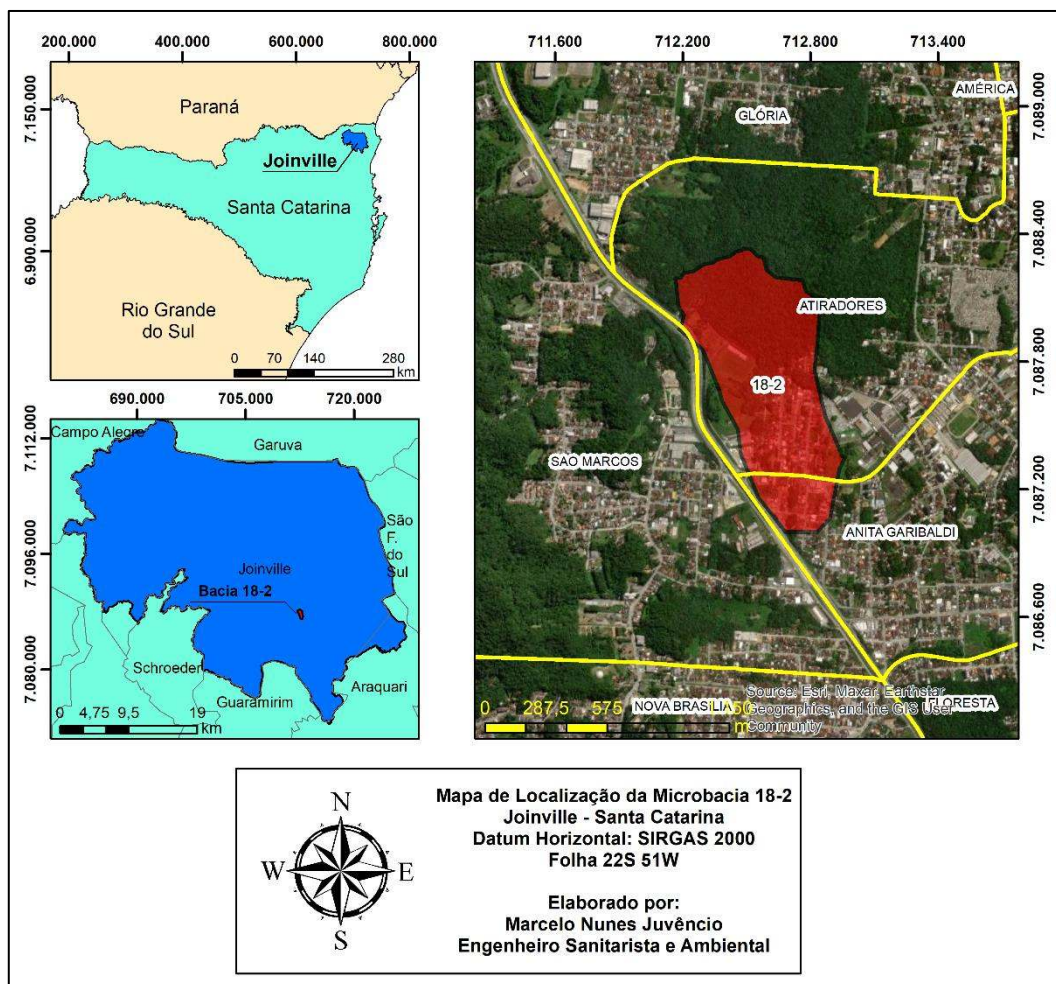 200.000 400.000 600.000 800.000
7.150.000
6.900.000
Paraná
Joinville
Santa Catarina
Rio Grande
do Sul
0 70 140 280
km
690.000 705.000 720.000
7.112.000
7.096.000
7.080.000
Campo Alegre
Garuva
São
F.
do
Sul
Joinville
Bacia 18-2
Schroeder
Guaramirim
Araquari
0 4,75 9,5 19
km
711.600 712.200 712.800 713.400
7.089.000
7.088.400
7.087.800
7.087.200
7.086.600
AMÉRICA
GLÓRIA
ATIRADORES
18-2
SAO MARCOS
ANITA GARIBALDI
NOVA BRASILIA
FLORESTA
0 287,5 575
m
Source: Esri, Maxar, Earthstar
Geographics, and the GIS User
Community
N
W E
S
Mapa de Localização da Microbacia 18-2
Joinville - Santa Catarina
Datum Horizontal: SIRGAS 2000
Folha 22S 51W
Elaborado por:
Marcelo Nunes Juvêncio
Engenheiro Sanitarista e Ambiental